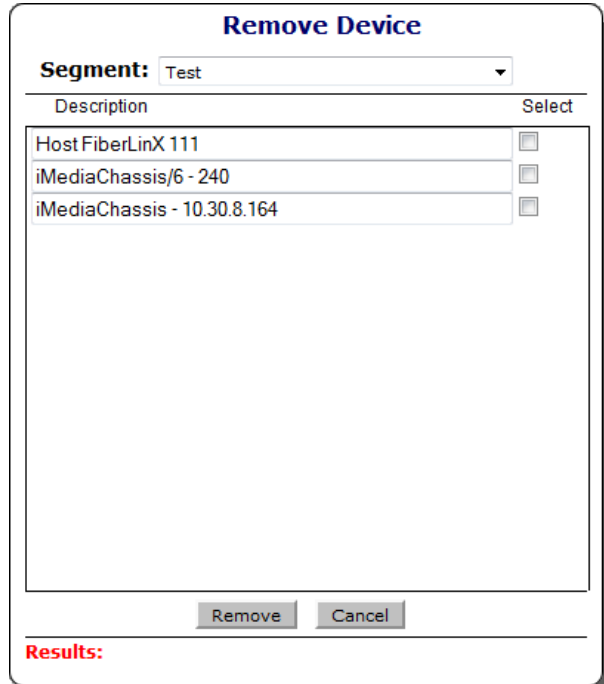 Remove Device
Segment: Test
Description Select
Host FiberLinX 111
iMediaChassis/6 - 240
iMediaChassis - 10.30.8.164
Remove Cancel
Results: